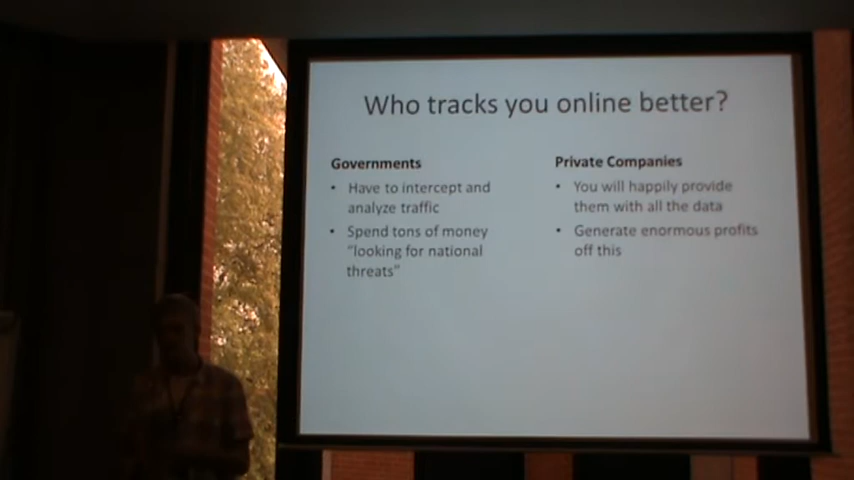 Who tracks you online better?
Governments
• Have to intercept and
analyze traffic
• Spend tons of money
"looking for national
threats"
Private Companies
• You will happily provide
them with all the data
• Generate enormous profits
off this